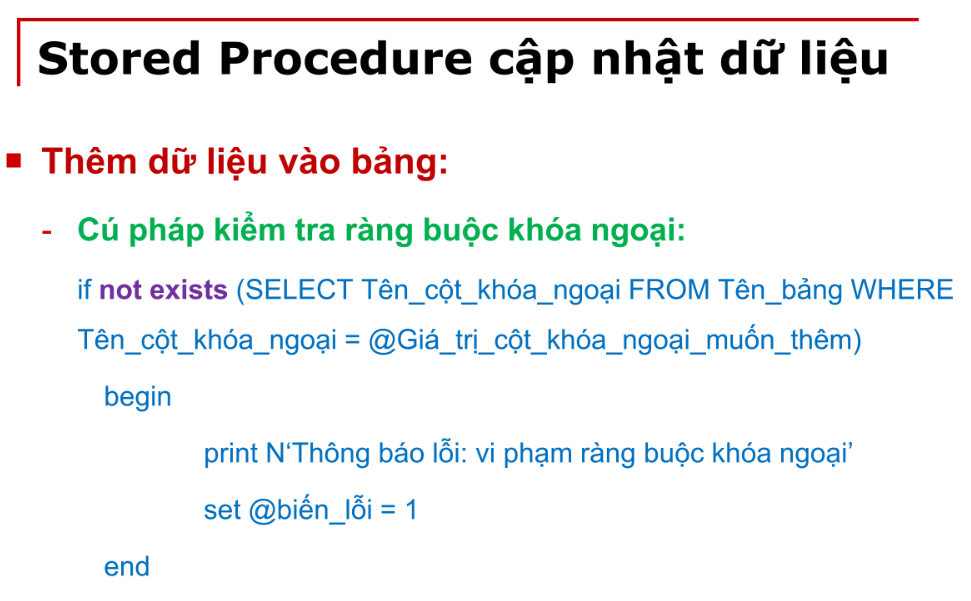 Stored Procedure cập nhật dữ liệu
Thêm dữ liệu vào bảng:
- Cú pháp kiểm tra ràng buộc khóa ngoại:
if not exists (SELECT Tên_cột_khóa_ngoại FROM Tên_bảng WHERE
Tên_cột_khóa_ngoại = @Giá_trị_cột_khóa_ngoại_muốn_thêm)
begin
print N‘Thông báo lỗi: vi phạm ràng buộc khóa ngoại’
set @biến_lỗi = 1
end